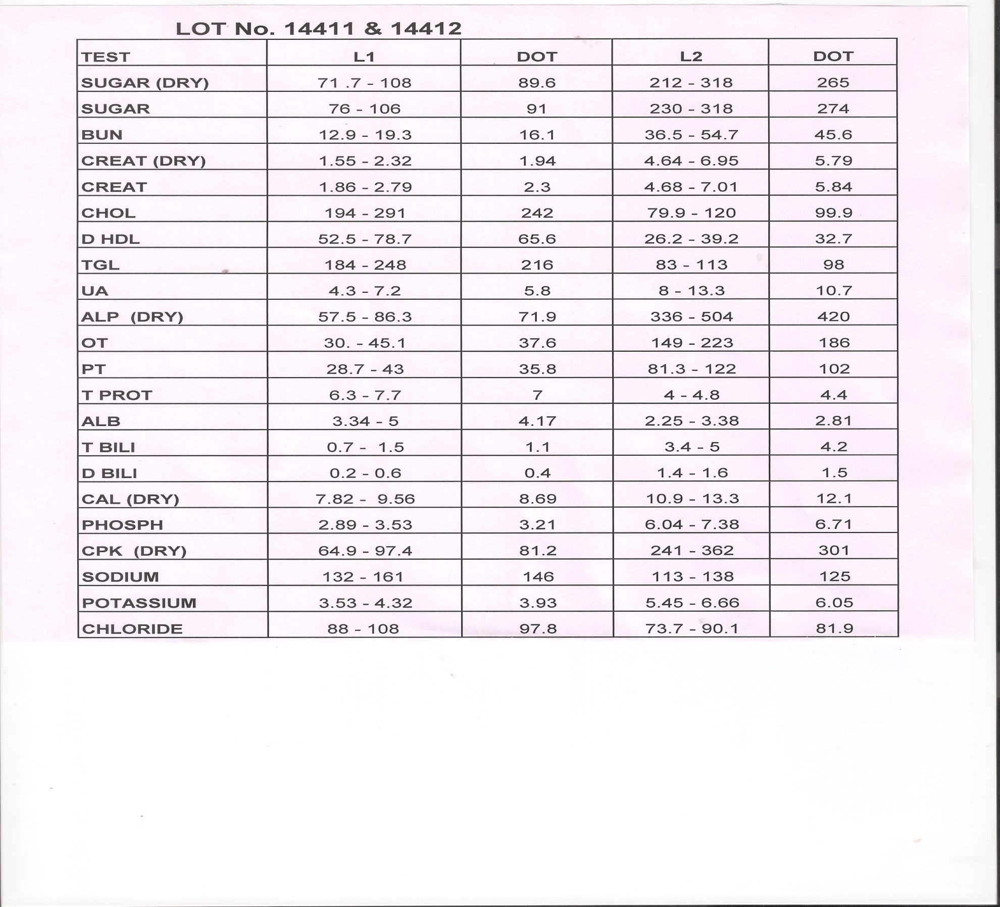 LOT No. 14411 & 14412
TEST L1 DOT L2 DOT
SUGAR (DRY) 71 .7 - 108 89.6 212 - 318 265
SUGAR 76 - 106 91 230 - 318 274
BUN 12.9 - 19.3 16.1 36.5 - 54.7 45.6
CREAT (DRY) 1.55 - 2.32 1.94 4.64 - 6.95 5.79
CREAT 1.86 - 2.79 2.3 4.68 - 7.01 5.84
CHOL 194 - 291 242 79.9 - 120 99.9
D HDL 52.5 - 78.7 65.6 26.2 - 39.2 32.7
TGL 184 - 248 216 83 - 113 98
UA 4.3 - 7.2 5.8 8 - 13.3 10.7
ALP (DRY) 57.5 - 86.3 71.9 336 - 504 420
OT 30. - 45.1 37.6 149 - 223 186
PT 28.7 - 43 35.8 81.3 - 122 102
T PROT 6.3 - 7.7 7 4 - 4.8 4.4
ALB 3.34 - 5 4.17 2.25 - 3.38 2.81
T BILI 0.7 - 1.5 1.1 3.4 - 5 4.2
D BILI 0.2 - 0.6 0.4 1.4 - 1.6 1.5
CAL (DRY) 7.82 - 9.56 8.69 10.9 - 13.3 12.1
PHOSPH 2.89 - 3.53 3.21 6.04 - 7.38 6.71
CPK (DRY) 64.9 - 97.4 81.2 241 - 362 301
SODIUM 132 - 161 146 113 - 138 125
POTASSIUM 3.53 - 4.32 3.93 5.45 - 6.66 6.05
CHLORIDE 88 - 108 97.8 73.7 - 90.1 81.9